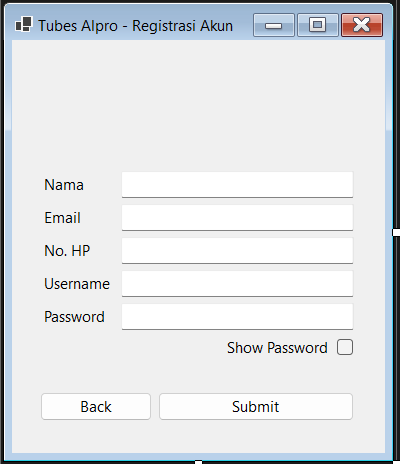 Tubes Alpro - Registrasi Akun
Nama
Email
No. HP
Username
Password
Show Password
Back Submit